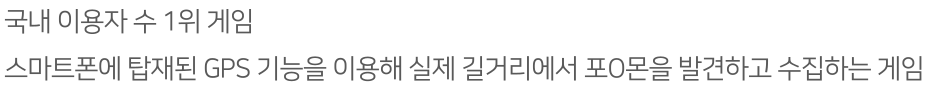 국내 이용자 수 1위 게임
스마트폰에 탑재된 GPS 기능을 이용해 실제 길거리에서 포O몬을 발견하고 수집하는 게임